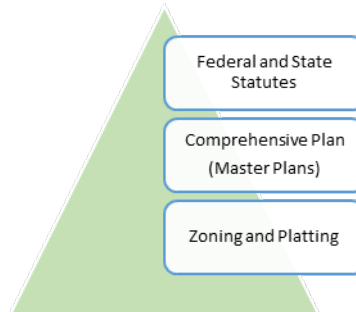 Federal and State
Statutes
Comprehensive Plan
(Master Plans)
Zoning and Platting